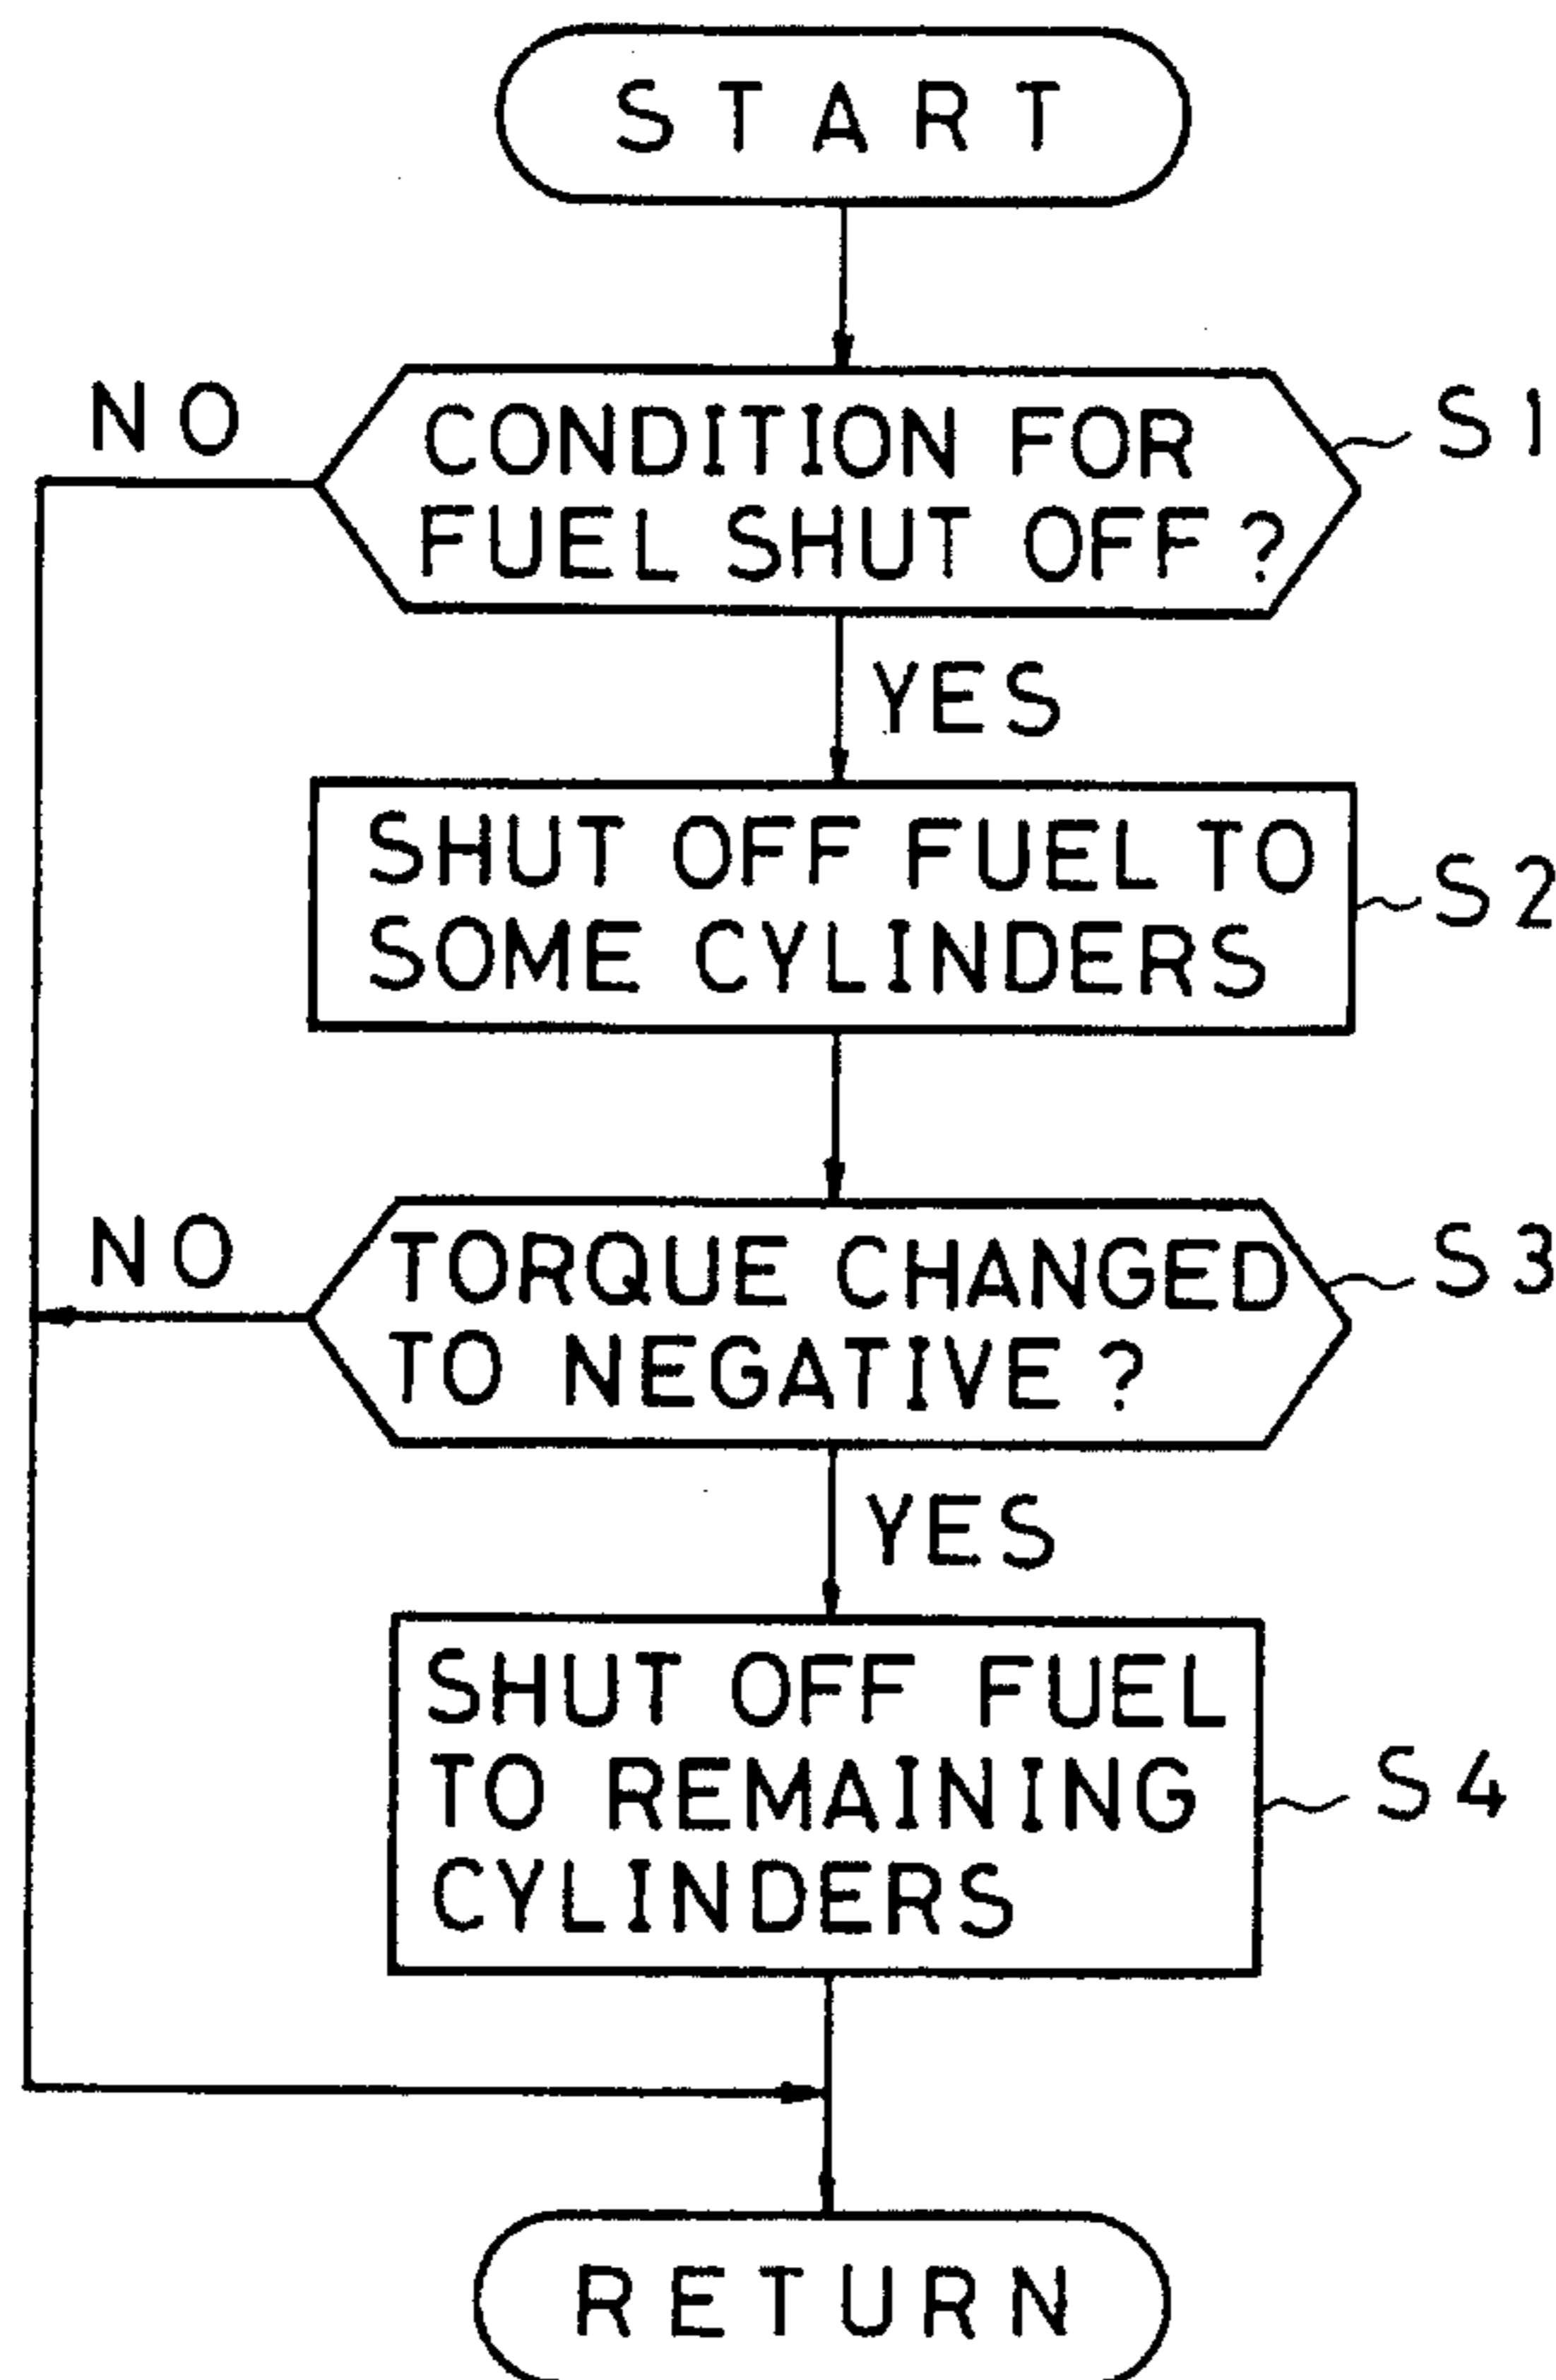 START
NO
CONDITION FOR
FUEL SHUT OFF?
S1
YES
SHUT OFF FUEL TO
SOME CYLINDERS
S2
NO
TORQUE CHANGED
TO NEGATIVE?
S3
YES
SHUT OFF FUEL
TO REMAINING
CYLINDERS
S4
RETURN